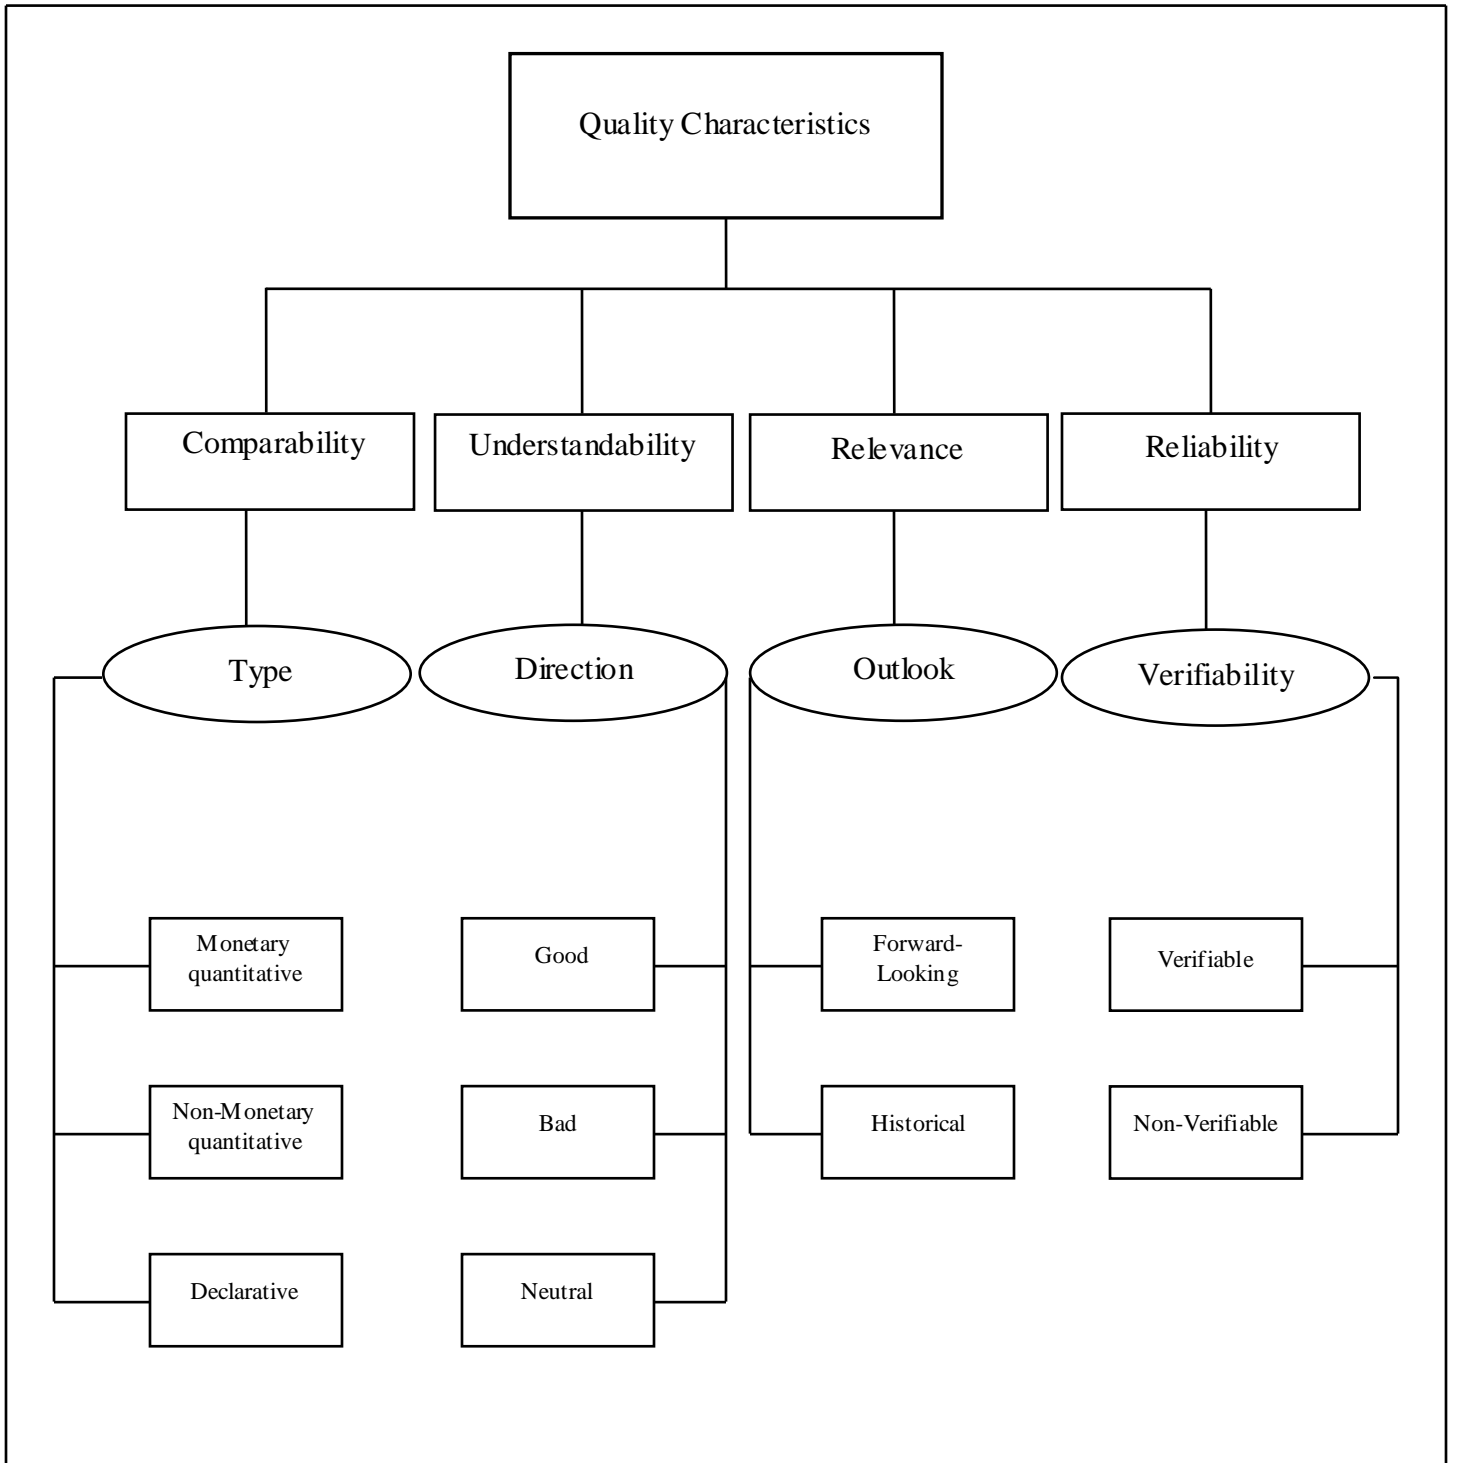 Quality Characteristics
Comparability
Understandability
Relevance
Reliability
Type
Direction
Outlook
Verifiability
Monetary
quantitative
Good
Forward-
Looking
Verifiable
Non-Monetary
quantitative
Bad
Historical
Non-Verifiable
Declarative
Neutral